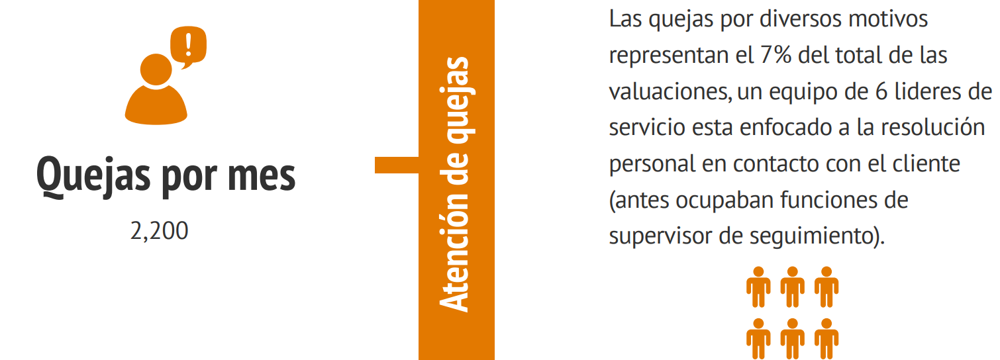 !
Quejas por mes
2,200
Atención de quejas
Las quejas por diversos motivos
representan el 7% del total de las
valuaciones, un equipo de 6 lideres de
servicio esta enfocado a la resolución
personal en contacto con el cliente
(antes ocupaban funciones de
supervisor de seguimiento).